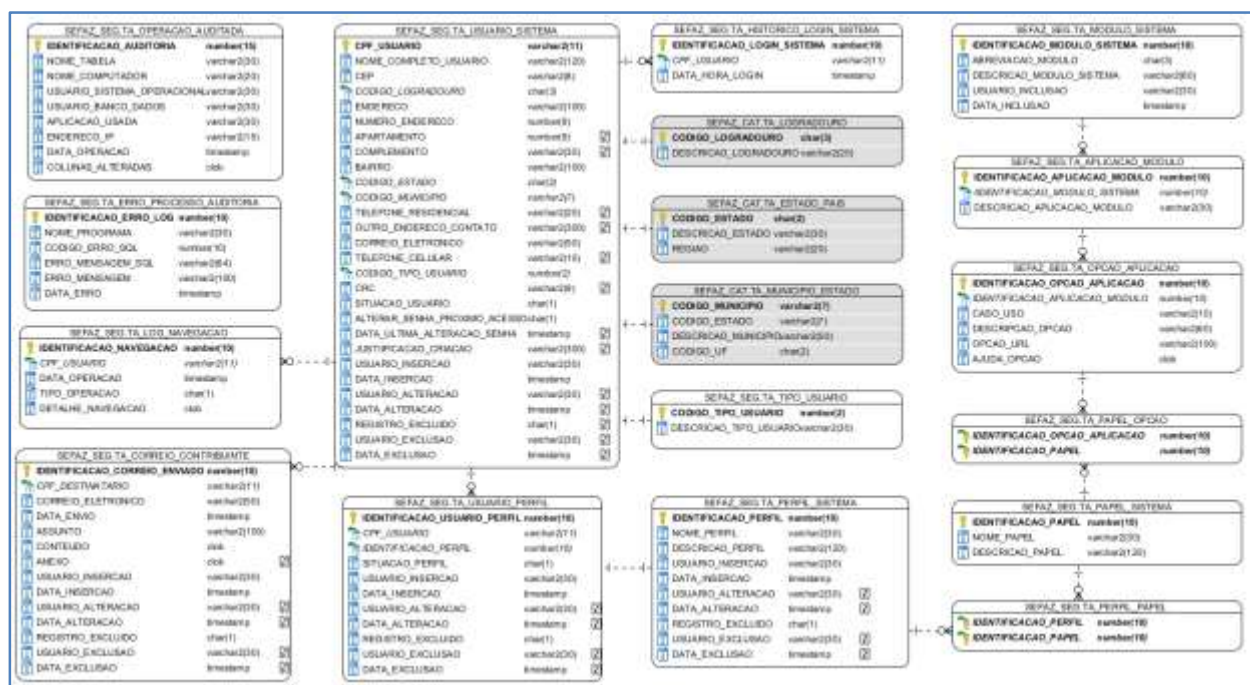 SEFAZ_SEG.TA_OPERACAO_AUDITADA
IDENTIFICACAO_AUDITORIA number(15)
NOME_TABELA varchar2(30)
NOME_COMPUTADOR varchar2(20)
USUARIO_SISTEMA_OPERACIONAL varchar2(30)
USUARIO_BANCO_DADOS varchar2(30)
APLICACAO_USADA varchar2(30)
ENDERECO_IP varchar2(15)
DATA_OPERACAO timestamp
COLUNAS_ALTERADAS clob
SEFAZ_SEG.TA_ERRO_PROCESSO_AUDITORIA
IDENTIFICACAO_ERRO_LOG number(10)
NOME_PROGRAMA varchar2(30)
CODIGO_ERRO_SQL number(10)
ERRO_MENSAGEM_SQL varchar2(64)
ERRO_MENSAGEM varchar2(100)
DATA_ERRO timestamp
SEFAZ_SEG.TA_LOG_NAVEGACAO
IDENTIFICACAO_NAVEGACAO number(10)
CPF_USUARIO varchar2(11)
DATA_OPERACAO timestamp
TIPO_OPERACAO char(1)
DETALHE_NAVEGACAO clob
SEFAZ_SEG.TA_CORREIO_CONTRIBUINTE
IDENTIFICACAO_CORREIO_ENVIADO number(10)
CPF_DESTINATARIO varchar2(11)
CORREIO_ELETRONICO varchar2(50)
DATA_ENVIO timestamp
ASSUNTO varchar2(100)
CONTEUDO clob
ANEXO clob
USUARIO_INSERCAO varchar2(30)
DATA_INSERCAO timestamp
USUARIO_ALTERACAO varchar2(30)
DATA_ALTERACAO timestamp
REGISTRO_EXCLUIDO char(1)
USUARIO_EXCLUSAO varchar2(30)
DATA_EXCLUSAO timestamp
SEFAZ_SEG.TA_USUARIO_SISTEMA
CPF_USUARIO varchar2(11)
NOME_COMPLETO_USUARIO varchar2(120)
CEP varchar2(8)
CODIGO_LOGRADOURO char(3)
ENDERECO varchar2(100)
NUMERO_ENDERECO number(5)
APARTAMENTO number(5)
COMPLEMENTO varchar2(30)
BAIRRO varchar2(100)
CODIGO_ESTADO char(2)
CODIGO_MUNICIPIO varchar2(7)
TELEFONE_RESIDENCIAL varchar2(25)
OUTRO_ENDERECO_CONTATO varchar2(300)
CORREIO_ELETRONICO varchar2(50)
TELEFONE_CELULAR varchar2(10)
CODIGO_TIPO_USUARIO number(2)
CRC varchar2(9)
SITUACAO_USUARIO char(1)
ALTERAR_SENHA_PROXIMO_ACESSO char(1)
DATA_ULTIMA_ALTERACAO_SENHA timestamp
JUSTIFICACAO_CRIACAO varchar2(300)
USUARIO_INSERCAO varchar2(30)
DATA_INSERCAO timestamp
USUARIO_ALTERACAO varchar2(30)
DATA_ALTERACAO timestamp
REGISTRO_EXCLUIDO char(1)
USUARIO_EXCLUSAO varchar2(30)
DATA_EXCLUSAO timestamp
SEFAZ_SEG.TA_USUARIO_PERFIL
IDENTIFICACAO_USUARIO_PERFIL number(10)
CPF_USUARIO varchar2(11)
IDENTIFICACAO_PERFIL number(10)
SITUACAO_PERFIL char(1)
USUARIO_INSERCAO varchar2(30)
DATA_INSERCAO timestamp
USUARIO_ALTERACAO varchar2(30)
DATA_ALTERACAO timestamp
REGISTRO_EXCLUIDO char(1)
USUARIO_EXCLUSAO varchar2(30)
DATA_EXCLUSAO timestamp
SEFAZ_SEG.TA_HISTORICO_LOGIN_SISTEMA
IDENTIFICACAO_LOGIN_SISTEMA number(10)
CPF_USUARIO varchar2(11)
DATA_HORA_LOGIN timestamp
SEFAZ_CAT.TA_LOGRADOURO
CODIGO_LOGRADOURO char(3)
DESCRICAO_LOGRADOURO varchar2(25)
SEFAZ_CAT.TA_ESTADO_PAIS
CODIGO_ESTADO char(2)
DESCRICAO_ESTADO varchar2(30)
REGIAO varchar2(20)
SEFAZ_CAT.TA_MUNICIPIO_ESTADO
CODIGO_MUNICIPIO varchar2(7)
CODIGO_ESTADO varchar2(7)
DESCRICAO_MUNICIPIO varchar2(50)
CODIGO_UF char(2)
SEFAZ_SEG.TA_TIPO_USUARIO
CODIGO_TIPO_USUARIO number(2)
DESCRICAO_TIPO_USUARIO varchar2(30)
SEFAZ_SEG.TA_PERFIL_SISTEMA
IDENTIFICACAO_PERFIL number(10)
NOME_PERFIL varchar2(30)
DESCRICAO_PERFIL varchar2(120)
USUARIO_INSERCAO varchar2(30)
DATA_INSERCAO timestamp
USUARIO_ALTERACAO varchar2(30)
DATA_ALTERACAO timestamp
REGISTRO_EXCLUIDO char(1)
USUARIO_EXCLUSAO varchar2(30)
DATA_EXCLUSAO timestamp
SEFAZ_SEG.TA_MODULO_SISTEMA
IDENTIFICACAO_MODULO_SISTEMA number(10)
ABREVIACAO_MODULO char(3)
DESCRICAO_MODULO_SISTEMA varchar2(60)
USUARIO_INCLUSAO varchar2(30)
DATA_INCLUSAO timestamp
SEFAZ_SEG.TA_APLICACAO_MODULO
IDENTIFICACAO_APLICACAO_MODULO number(10)
IDENTIFICACAO_MODULO_SISTEMA number(10)
DESCRICAO_APLICACAO_MODULO varchar2(30)
SEFAZ_SEG.TA_OPCAO_APLICACAO
IDENTIFICACAO_OPCAO_APLICACAO number(10)
IDENTIFICACAO_APLICACAO_MODULO number(10)
CASO_USO varchar2(10)
DESCRIPCAO_OPCAO varchar2(60)
OPCAO_URL varchar2(100)
AJUDA_OPCAO clob
SEFAZ_SEG.TA_PAPEL_OPCAO
IDENTIFICACAO_OPCAO_APLICACAO number(10)
IDENTIFICACAO_PAPEL number(10)
SEFAZ_SEG.TA_PAPEL_SISTEMA
IDENTIFICACAO_PAPEL number(10)
NOME_PAPEL varchar2(30)
DESCRICAO_PAPEL varchar2(120)
SEFAZ_SEG.TA_PERFIL_PAPEL
IDENTIFICACAO_PERFIL number(10)
IDENTIFICACAO_PAPEL number(10)